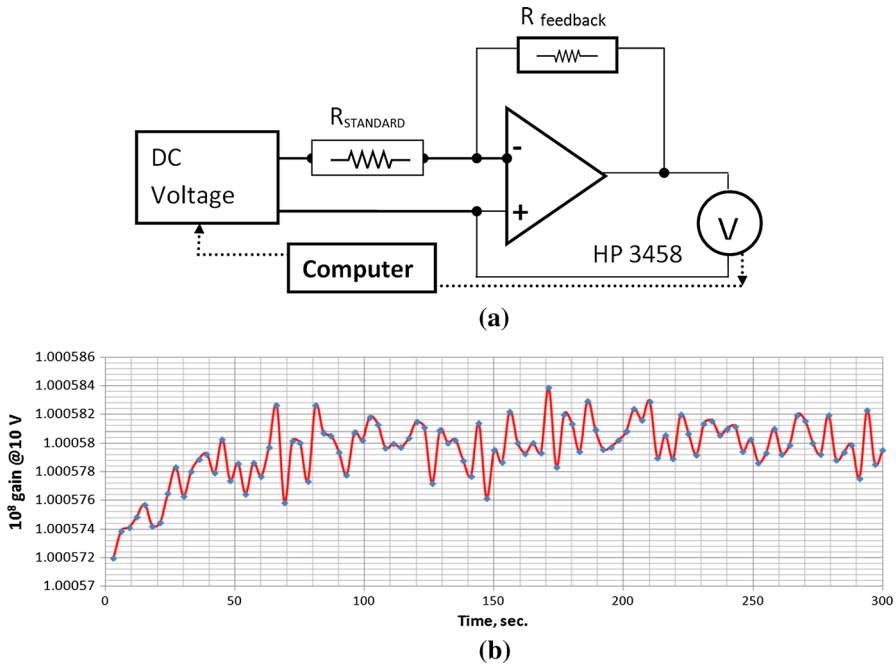 R feedback
R STANDARD
DC
Voltage
-
+
V
HP 3458
Computer
(a)
1.000586
1.000584
1.000582
1.00058
1.000578
1.000576
1.000574
1.000572
1.00057
10⁸ gain @10 V
0 50 100 150 200 250 300
Time, sec.
(b)